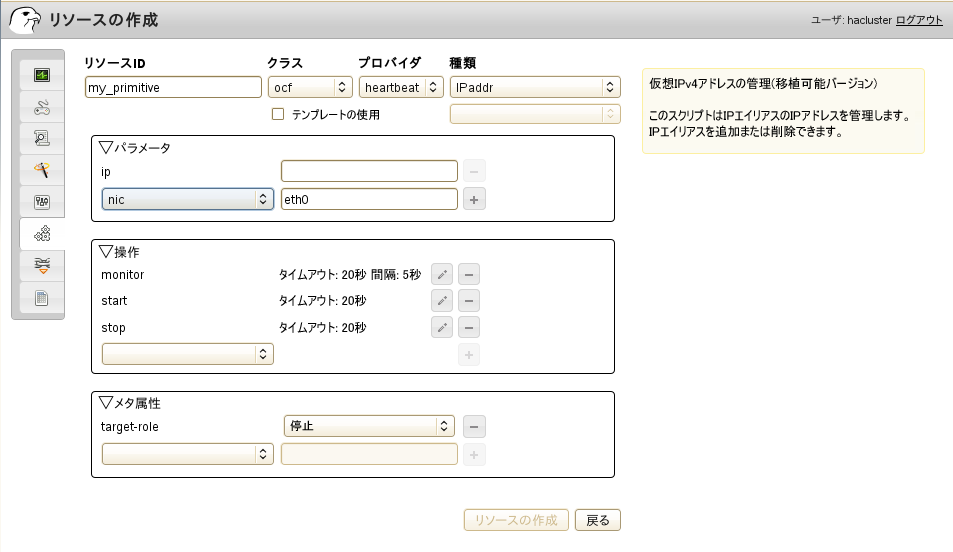 リソースの作成
ユーザ: hacluster ログアウト
リソースID クラス プロバイダ 種類
my_primitive ocf heartbeat IPaddr
テンプレートの使用
仮想IPv4アドレスの管理(移植可能バージョン)
このスクリプトはIPエイリアスのIPアドレスを管理します。
IPエイリアスを追加または削除できます。
▽パラメータ
ip
nic eth0
▽操作
monitor タイムアウト: 20秒 間隔: 5秒
start タイムアウト: 20秒
stop タイムアウト: 20秒
▽メタ属性
target-role 停止
リソースの作成 戻る